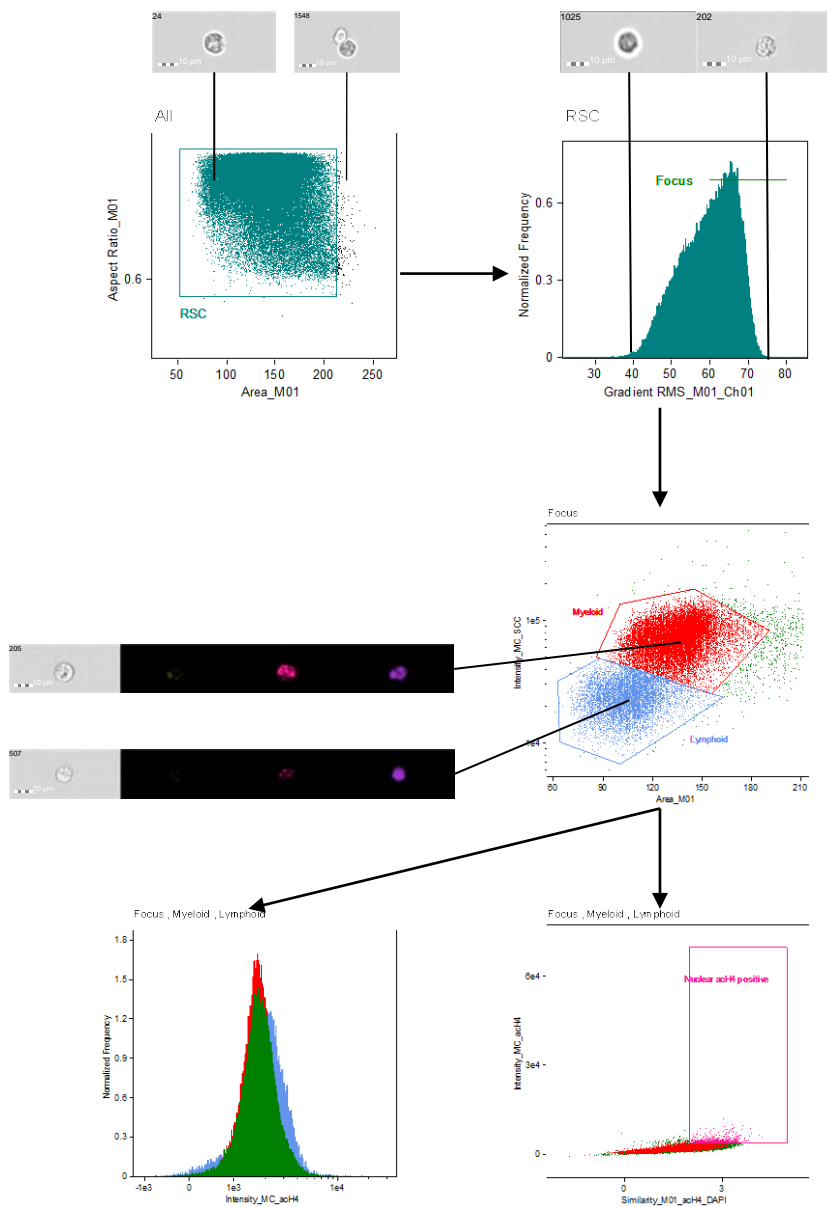 24
10 µm
1548
10 µm
1025
10 µm
202
10 µm
All
Aspect Ratio_M01
0.6
RSC
50 100 150 200 250
Area_M01
RSC
Normalized Frequency
Focus
0.6
0.3
0
30 40 50 60 70 80
Gradient RMS_M01_Ch01
Focus
Intensity_MC_SCC
1e5
1e4
Myeloid
Lymphoid
60 90 120 150 180 210
Area_M01
205
10 µm
507
10 µm
Focus , Myeloid , Lymphoid
Normalized Frequency
1.8
1.5
1.2
0.9
0.6
0.3
0
-1e3 0 1e3 1e4
Intensity_MC_acH4
Focus , Myeloid , Lymphoid
Intensity_MC_acH4
6e4
3e4
0
Nuclear acH4 positive
0 3
Similarity_M01_acH4_DAPI